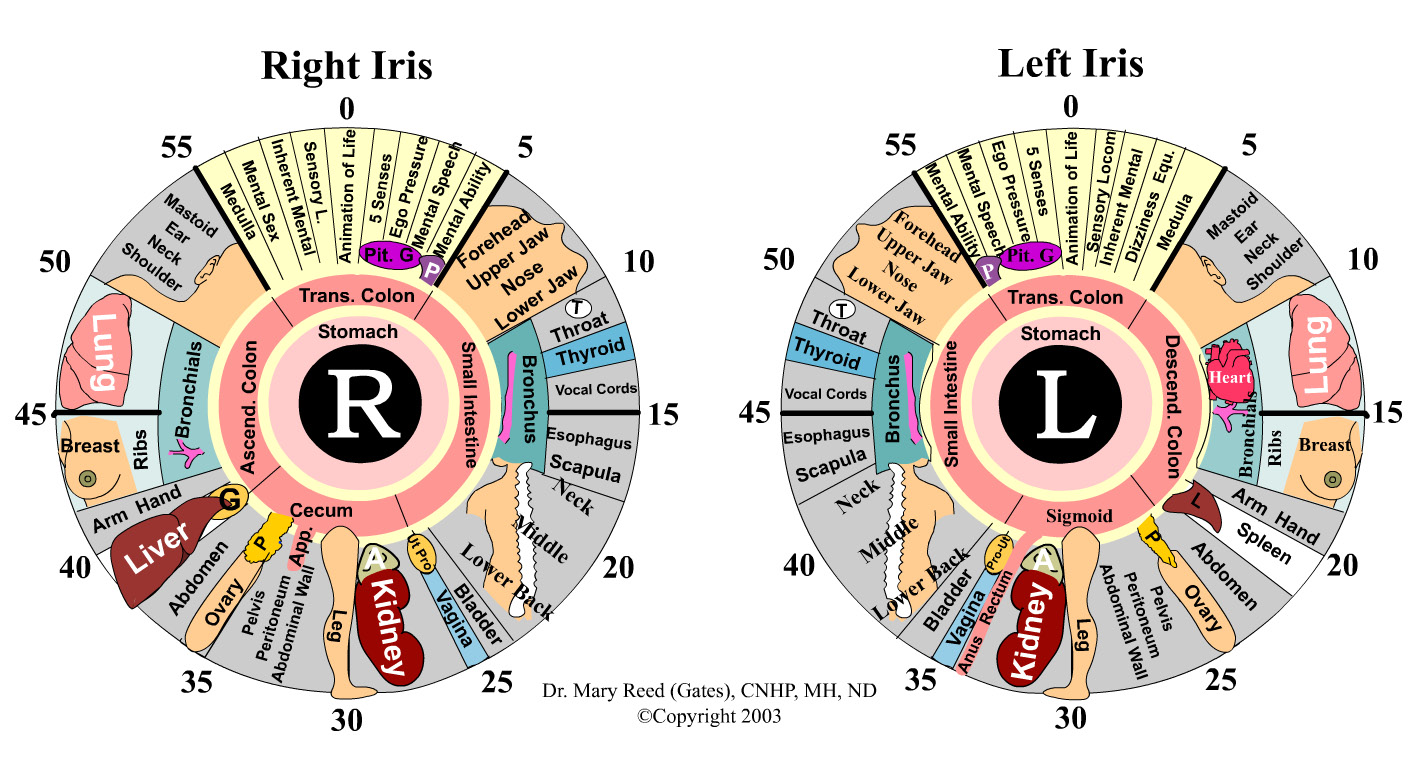 Right Iris
0
5
10
15
20
25
30
35
40
45
50
55
Medulla
Mental Sex
Inherent Mental
Sensory L.
Animation of Life
5 Senses
Ego Pressure
Mental Speech
Mental Ability
Pit. G
P
Forehead
Upper Jaw
Nose
Lower Jaw
T
Throat
Thyroid
Vocal Cords
Esophagus
Scapula
Neck
Middle
Lower Back
Bladder
Vagina
Ut Pro
A
Kidney
Leg
App.
Abdominal Wall
Peritoneum
Pelvis
P
Ovary
Abdomen
G
Liver
Arm Hand
Breast
Ribs
Lung
Bronchials
Mastoid
Ear
Neck
Shoulder
Trans. Colon
Stomach
Small Intestine
Bronchus
Ascend. Colon
Cecum
R
Left Iris
0
5
10
15
20
25
30
35
40
45
50
55
Mental Ability
Mental Speech
Ego Pressure
5 Senses
Animation of Life
Sensory Locom
Inherent Mental
Dizziness Equ.
Medulla
Pit. G
P
Mastoid
Ear
Neck
Shoulder
Lung
Heart
Bronchials
Ribs
Breast
Arm Hand
L
Spleen
Abdomen
P
Ovary
Pelvis
Peritoneum
Abdominal Wall
Leg
A
Kidney
Anus Rectum
Vagina
Pro-Ut
Bladder
Lower Back
Middle
Neck
Scapula
Esophagus
Vocal Cords
Thyroid
Throat
T
Forehead
Upper Jaw
Nose
Lower Jaw
Bronchus
Trans. Colon
Stomach
Small Intestine
Descend. Colon
Sigmoid
L
Dr. Mary Reed (Gates), CNHP, MH, ND
©Copyright 2003